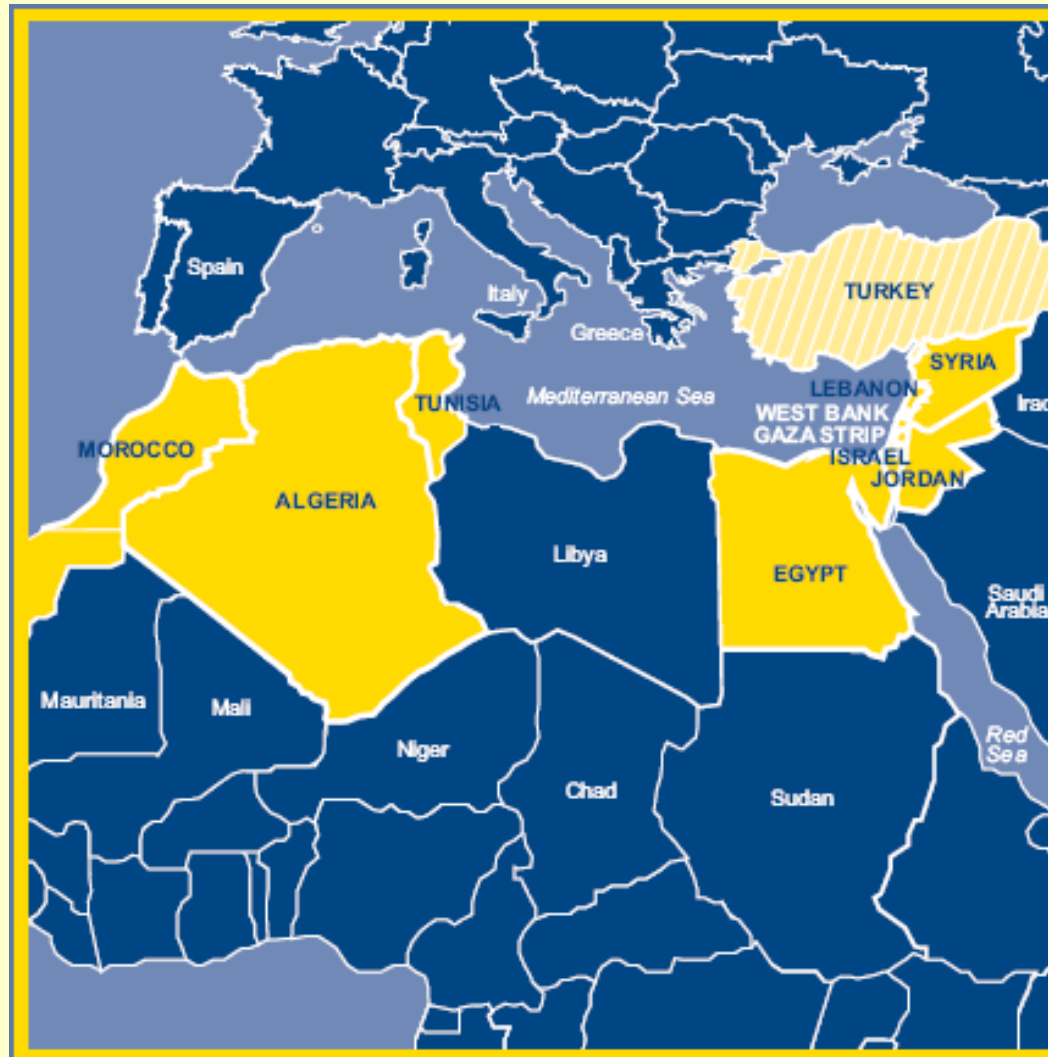 Spain
Italy
Greece
TURKEY
SYRIA
LEBANON
Mediterranean Sea
TUNISIA
WEST BANK
GAZA STRIP
Iraq
MOROCCO
ISRAEL
JORDAN
ALGERIA
Libya
EGYPT
Saudi
Arabia
Mauritania
Mali
Niger
Chad
Sudan
Red
Sea